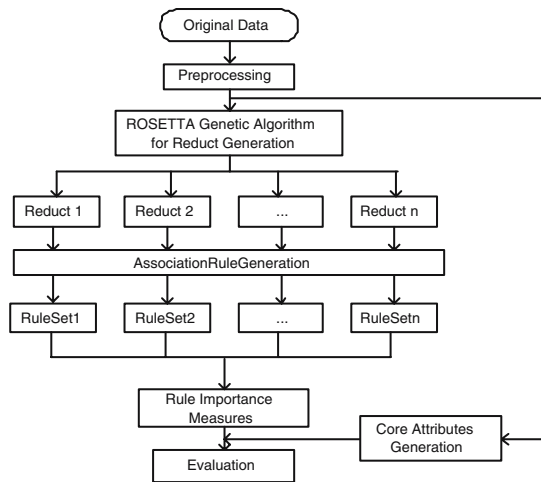 Original Data
Preprocessing
ROSETTA Genetic Algorithm
for Reduct Generation
Reduct 1
Reduct 2
...
Reduct n
AssociationRuleGeneration
RuleSet1
RuleSet2
...
RuleSetn
Rule Importance
Measures
Core Attributes
Generation
Evaluation